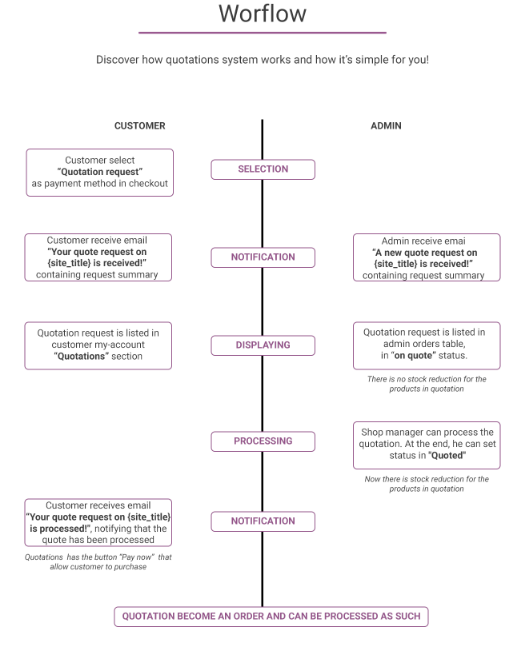 Worflow
Discover how quotations system works and how it's simple for you!
CUSTOMER
ADMIN
Customer select
"Quotation request"
as payment method in checkout
SELECTION
Customer receive email
"Your quote request on
{site_title} is received!"
containing request summary
NOTIFICATION
Admin receive emai
"A new quote request on
{site_title} is received!"
containing request summary
Quotation request is listed in
customer my-account
"Quotations" section
DISPLAYING
Quotation request is listed in
admin orders table,
in "on quote" status.
There is no stock reduction for the
products in quotation
PROCESSING
Shop manager can process the
quotation. At the end, he can set
status in "Quoted"
Now there is stock reduction for the
products in quotation
Customer receives email
"Your quote request on {site_title}
is processed!", notifying that the
quote has been processed
NOTIFICATION
Quotations has the button "Pay now" that
allow customer to purchase
QUOTATION BECOME AN ORDER AND CAN BE PROCESSED AS SUCH